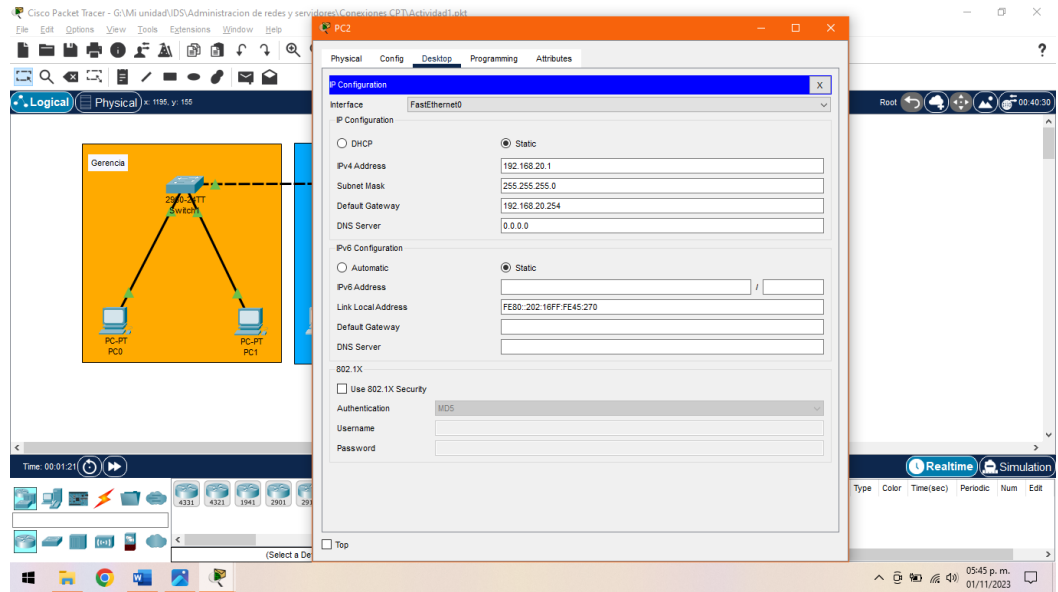 Cisco Packet Tracer - G:\Mi unidad\IDS\Administracion de redes y servidores\Conexiones CPT\Actividad1.pkt
File Edit Options View Tools Extensions Window Help
?
Logical Physical x: 1195, y: 155
Root 00:40:30
Gerencia
2960-24TT
Switch1
PC-PT
PC0
PC-PT
PC1
PC2
Physical Config Desktop Programming Attributes
IP Configuration X
Interface FastEthernet0
IP Configuration
DHCP Static
IPv4 Address 192.168.20.1
Subnet Mask 255.255.255.0
Default Gateway 192.168.20.254
DNS Server 0.0.0.0
IPv6 Configuration
Automatic Static
IPv6 Address /
Link Local Address FE80::202:16FF:FE45:270
Default Gateway
DNS Server
802.1X
Use 802.1X Security
Authentication MD5
Username
Password
Top
Time: 00:01:21
Realtime Simulation
4331 4321 1941 2901
Type Color Time(sec) Periodic Num Edit
(Select a De
05:45 p. m.
01/11/2023